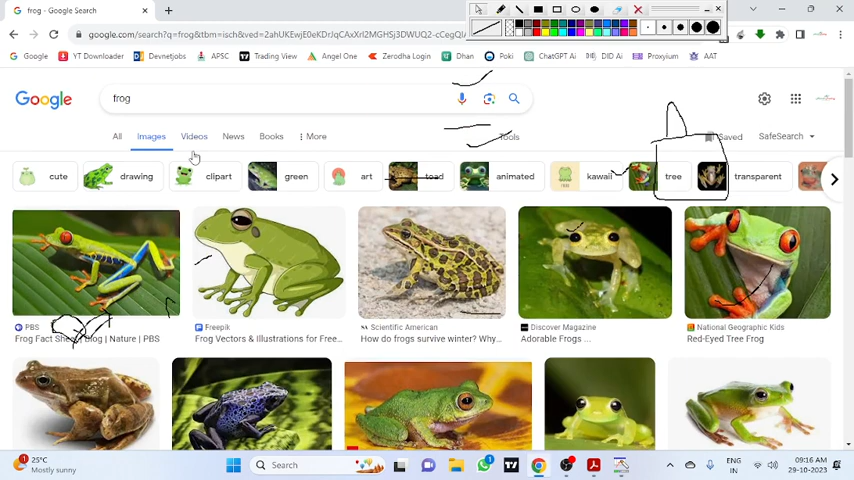 frog - Google Search
google.com/search?q=frog&tbm=isch&ved=
Google YT Downloader Devnetjobs APSC Trading View Angel One Zerodha Login Dhan Poki ChatGpt Ai DID Ai Proxyium AAT
Google frog
All Images Videos News Books More Tools Saved SafeSearch
cute drawing clipart green art toad animated kawaii tree transparent
PBS Freepik Scientific American Discover Magazine National Geographic Kids
Frog Fact Sheet | Blog | Nature | PBS Frog Vectors & Illustrations for Free... How do frogs survive winter? Why... Adorable Frogs ... Red-Eyed Tree Frog
1 25°C Search 1 ENG 09:16 AM
Mostly sunny IN 29-10-2023